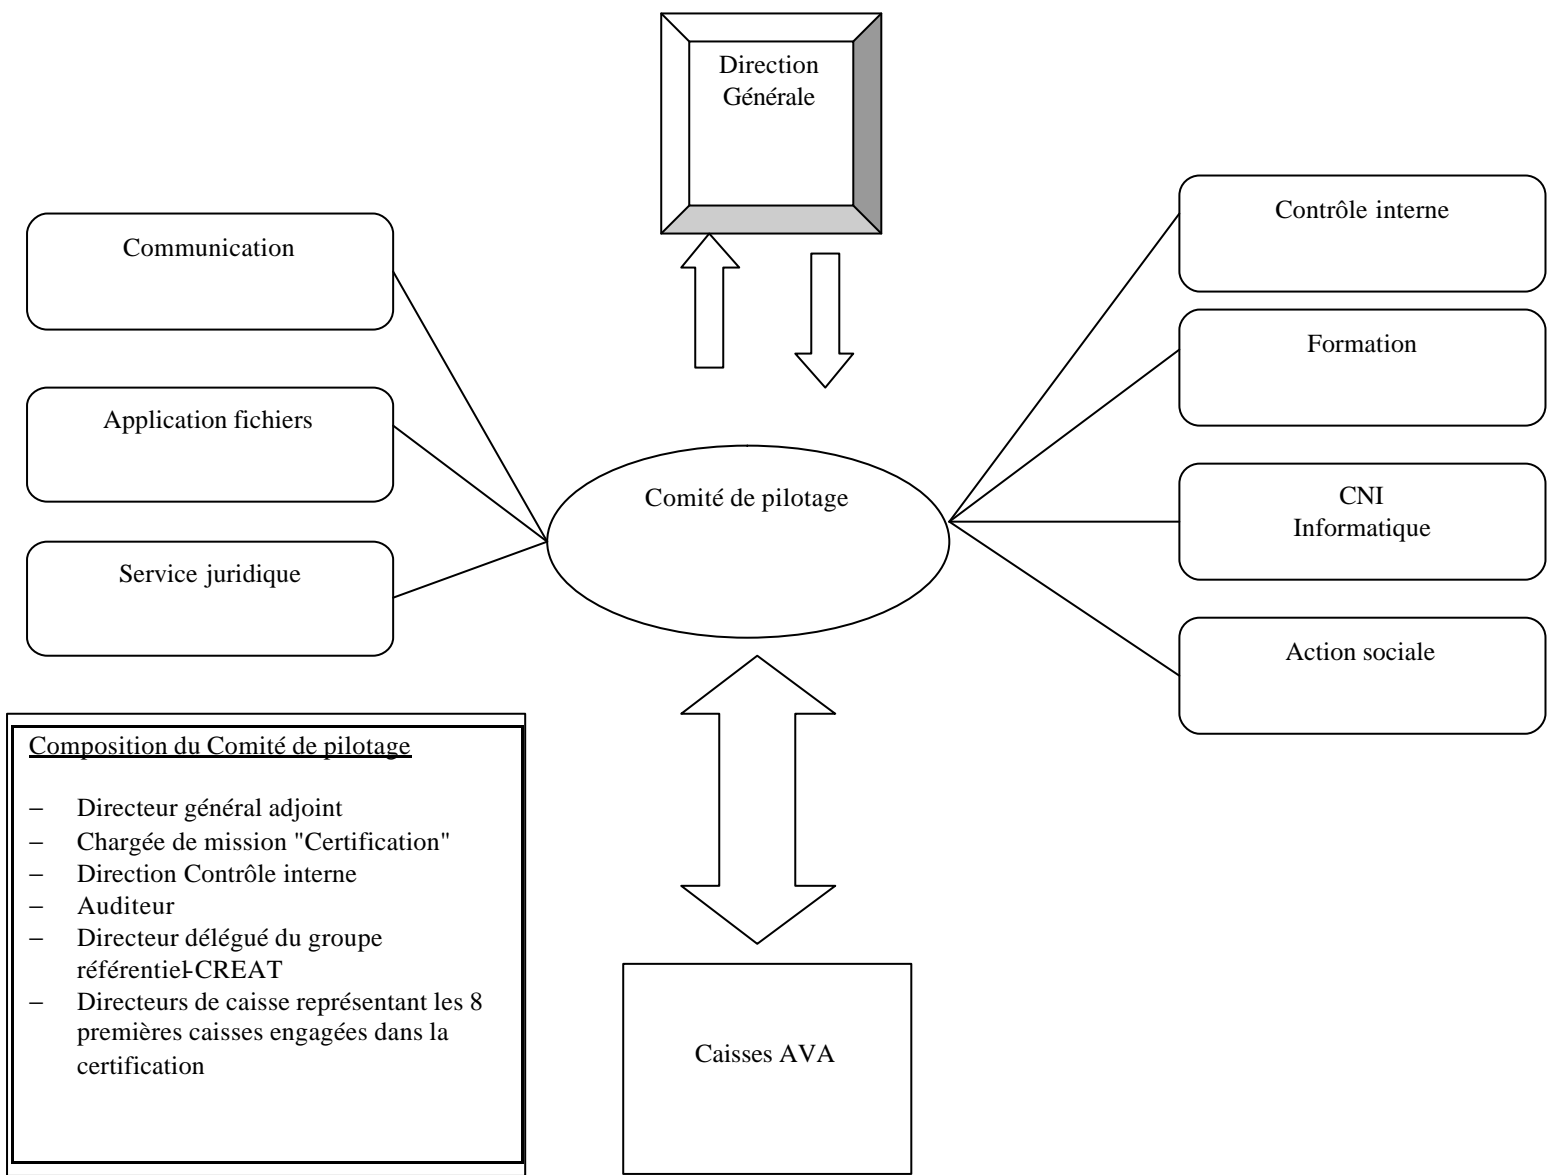 Direction
Générale
Communication
Application fichiers
Service juridique
Comité de pilotage
Contrôle interne
Formation
CNI
Informatique
Action sociale
Composition du Comité de pilotage
– Directeur général adjoint
– Chargée de mission "Certification"
– Direction Contrôle interne
– Auditeur
– Directeur délégué du groupe
référentiel-CREAT
– Directeurs de caisse représentant les 8
premières caisses engagées dans la
certification
Caisses AVA